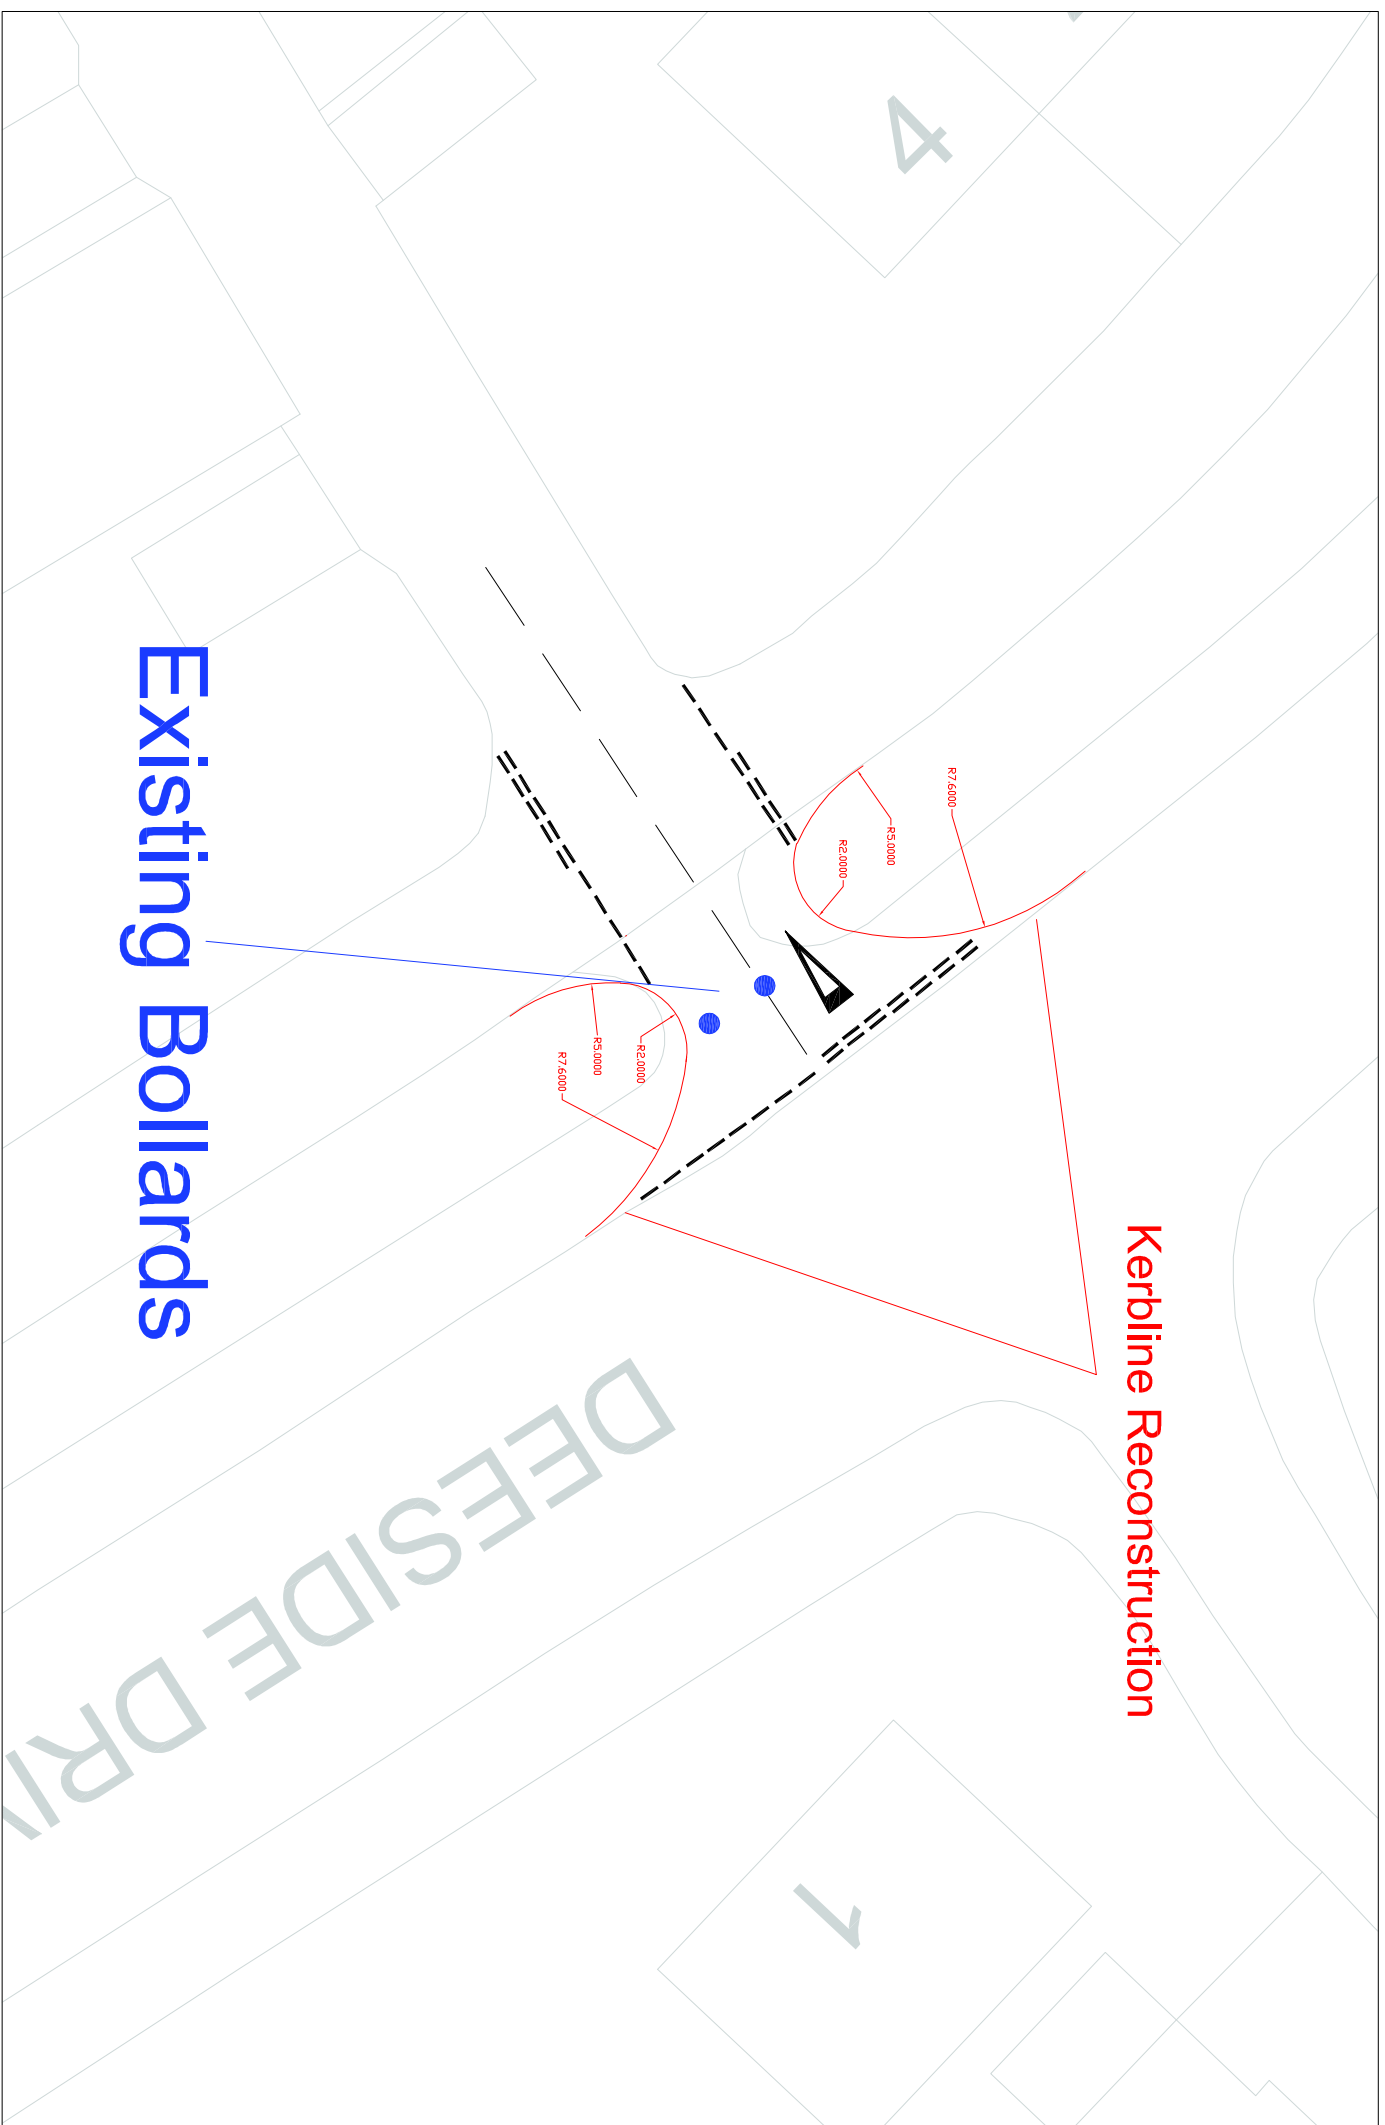 Kerbline Reconstruction
4
R7.6000
R5.0000
R2.0000
R2.0000
R5.0000
R7.6000
Existing Bollards
DEESIDE DRIV
1